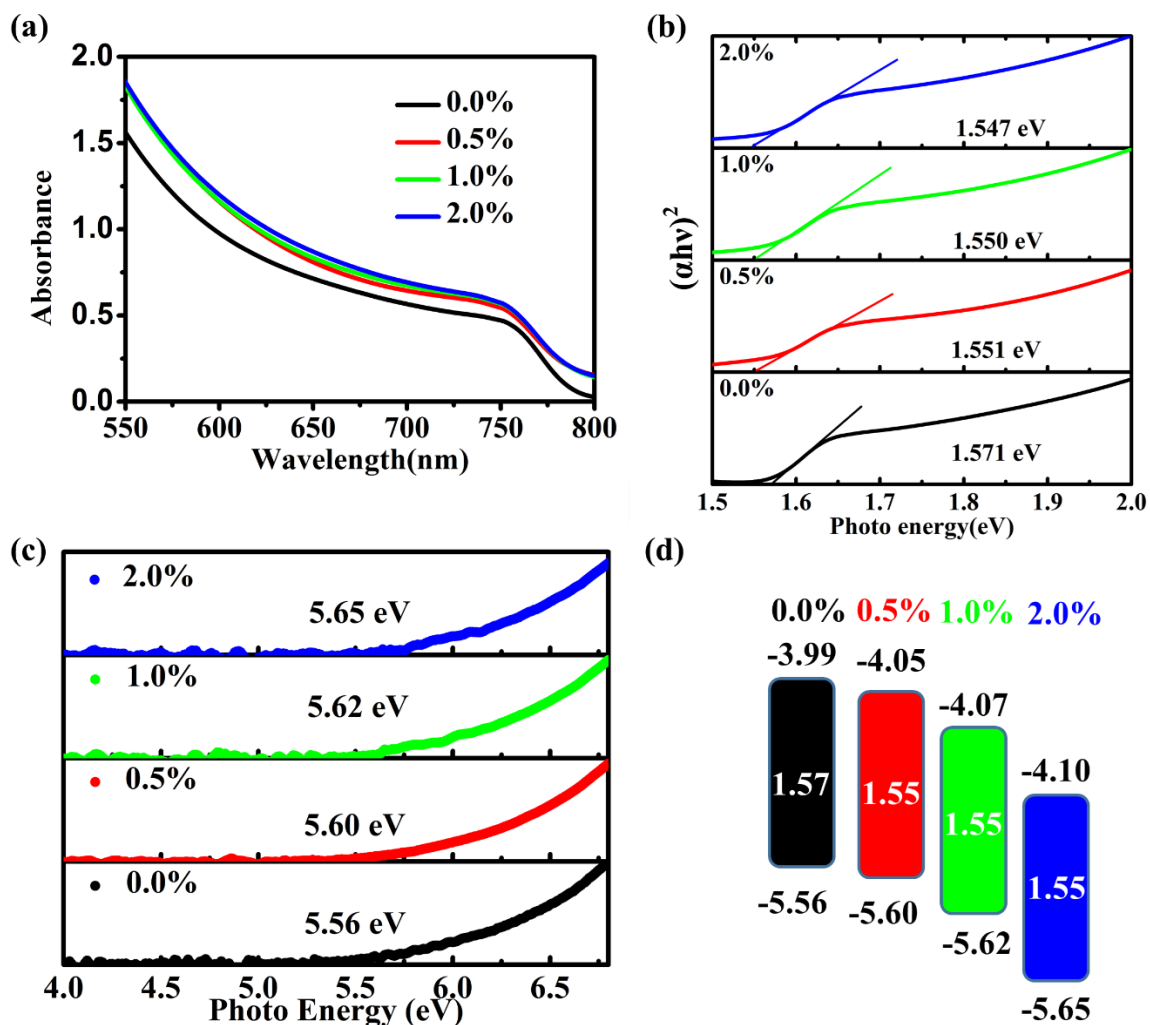 (a)
2.0
1.5
1.0
0.5
0.0
Absorbance
0.0%
0.5%
1.0%
2.0%
550 600 650 700 750 800
Wavelength(nm)
(b)
(αhν)²
2.0%
1.547 eV
1.0%
1.550 eV
0.5%
1.551 eV
0.0%
1.571 eV
1.5 1.6 1.7 1.8 1.9 2.0
Photo energy(eV)
(c)
2.0%
5.65 eV
1.0%
5.62 eV
0.5%
5.60 eV
0.0%
5.56 eV
4.0 4.5 5.0 5.5 6.0 6.5
Photo Energy (eV)
(d)
0.0% 0.5% 1.0% 2.0%
-3.99 -4.05 -4.07 -4.10
1.57 1.55 1.55 1.55
-5.56 -5.60 -5.62 -5.65